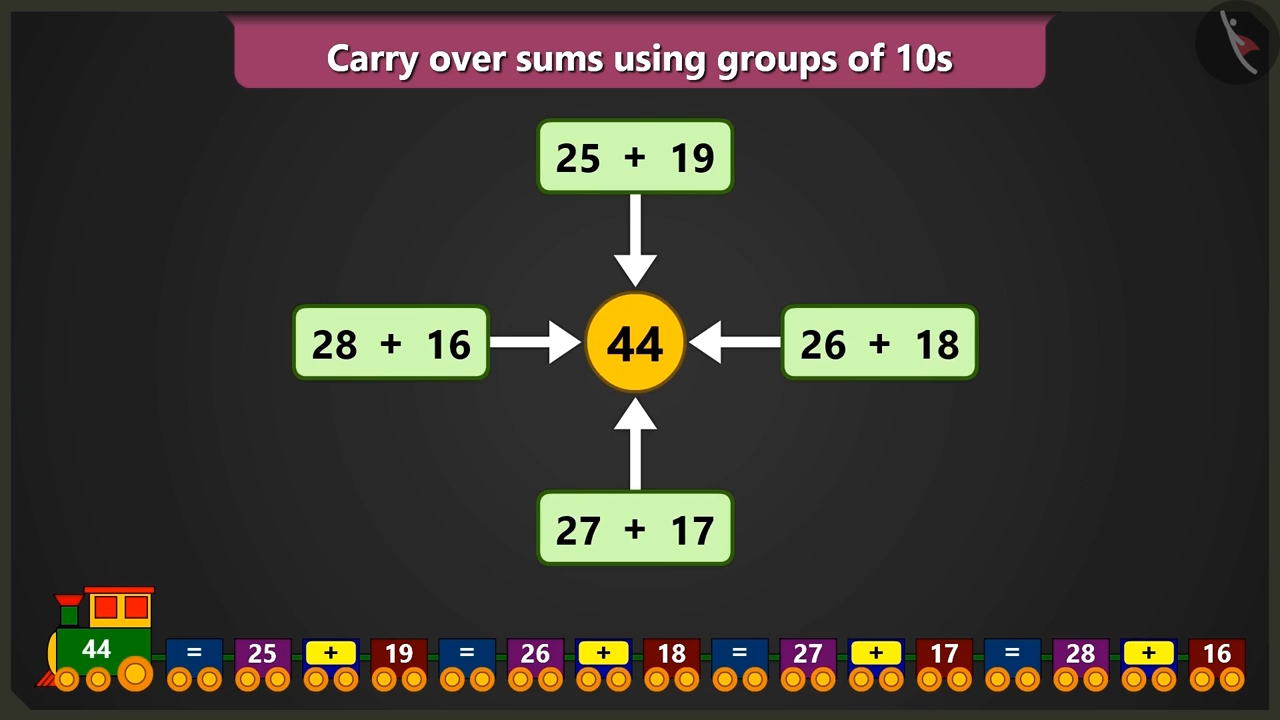 Carry over sums using groups of 10s
25 + 19
28 + 16
44
26 + 18
27 + 17
44 = 25 + 19 = 26 + 18 = 27 + 17 = 28 + 16